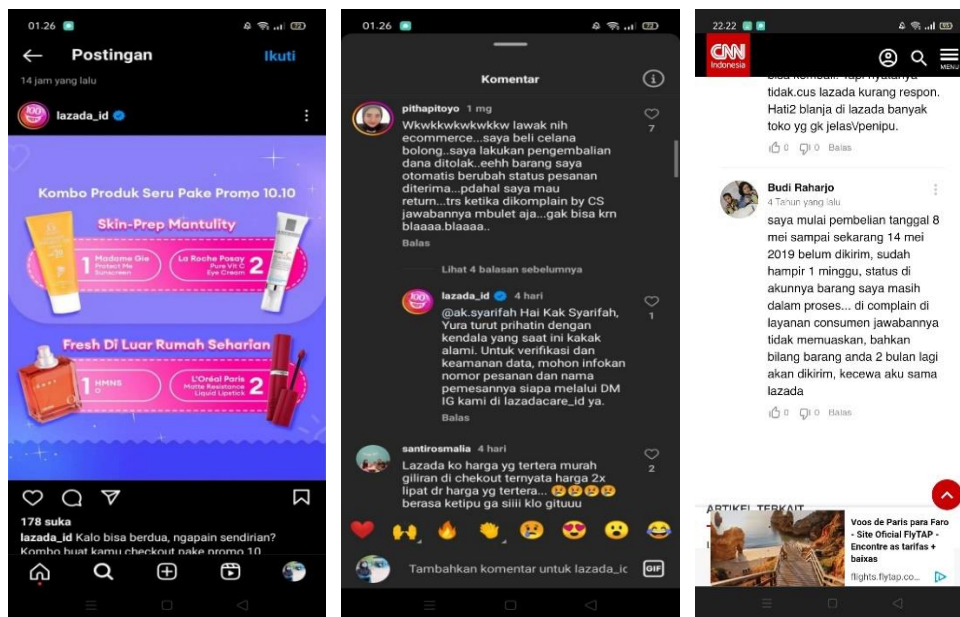 01.26
72
Postingan
Ikuti
14 jam yang lalu
lazada_id
Kombo Produk Seru Pake Promo 10.10
Skin-Prep Mantulity
1 Madame Gie
Protect Me
Sunscreen
La Roche Posay
Pure Vit C
Eye Cream 2
Fresh Di Luar Rumah Seharian
1 HMNS
L'Oréal Paris
Matte Resistance
Liquid Lipstick 2
178 suka
lazada_id Kalo bisa berdua, ngapain sendirian?
Kombo buat kamu checkout pake promo 10
01.26
72
Komentar
pithapitoyo 1 mg
Wkwkkwkwkwkkw lawak nih
ecommerce...saya beli celana
bolong..saya lakukan pengembalian
dana ditolak..eehh barang saya
otomatis berubah status pesanan
diterima...pdahal saya mau
return...trs ketika dikomplain by CS
jawabannya mbulet aja...gak bisa krn
blaaaa.blaaaa..
7
Balas
Lihat 4 balasan sebelumnya
lazada_id 4 hari
@ak.syarifah Hai Kak Syarifah,
Yura turut prihatin dengan
kendala yang saat ini kakak
alami. Untuk verifikasi dan
keamanan data, mohon infokan
nomor pesanan dan nama
pemesannya siapa melalui DM
IG kami di lazadacare_id ya.
1
Balas
santirosmalia 4 hari
Lazada ko harga yg tertera murah
giliran di chekout ternyata harga 2x
lipat dr harga yg tertera... 😢😢😢😢
berasa ketipu ga siiii klo gituuu
2
Tambahkan komentar untuk lazada_ic
GIF
22.22
CNN
Indonesia
MENU
bisa kembali. Tapi nyatanya
tidak.cus lazada kurang respon.
Hati2 blanja di lazada banyak
toko yg gk jelas\/penipu.
0 0 Balas
Budi Raharjo
4 Tahun yang lalu
saya mulai pembelian tanggal 8
mei sampai sekarang 14 mei
2019 belum dikirim, sudah
hampir 1 minggu, status di
akunnya barang saya masih
dalam proses... di complain di
layanan consumen jawabannya
tidak memuaskan, bahkan
bilang barang anda 2 bulan lagi
akan dikirim, kecewa aku sama
lazada
0 0 Balas
ARTIKEL TERKAIT
Voos de Paris para Faro
- Site Oficial FlyTAP -
Encontre as tarifas +
baixas
flights.flytap.co...